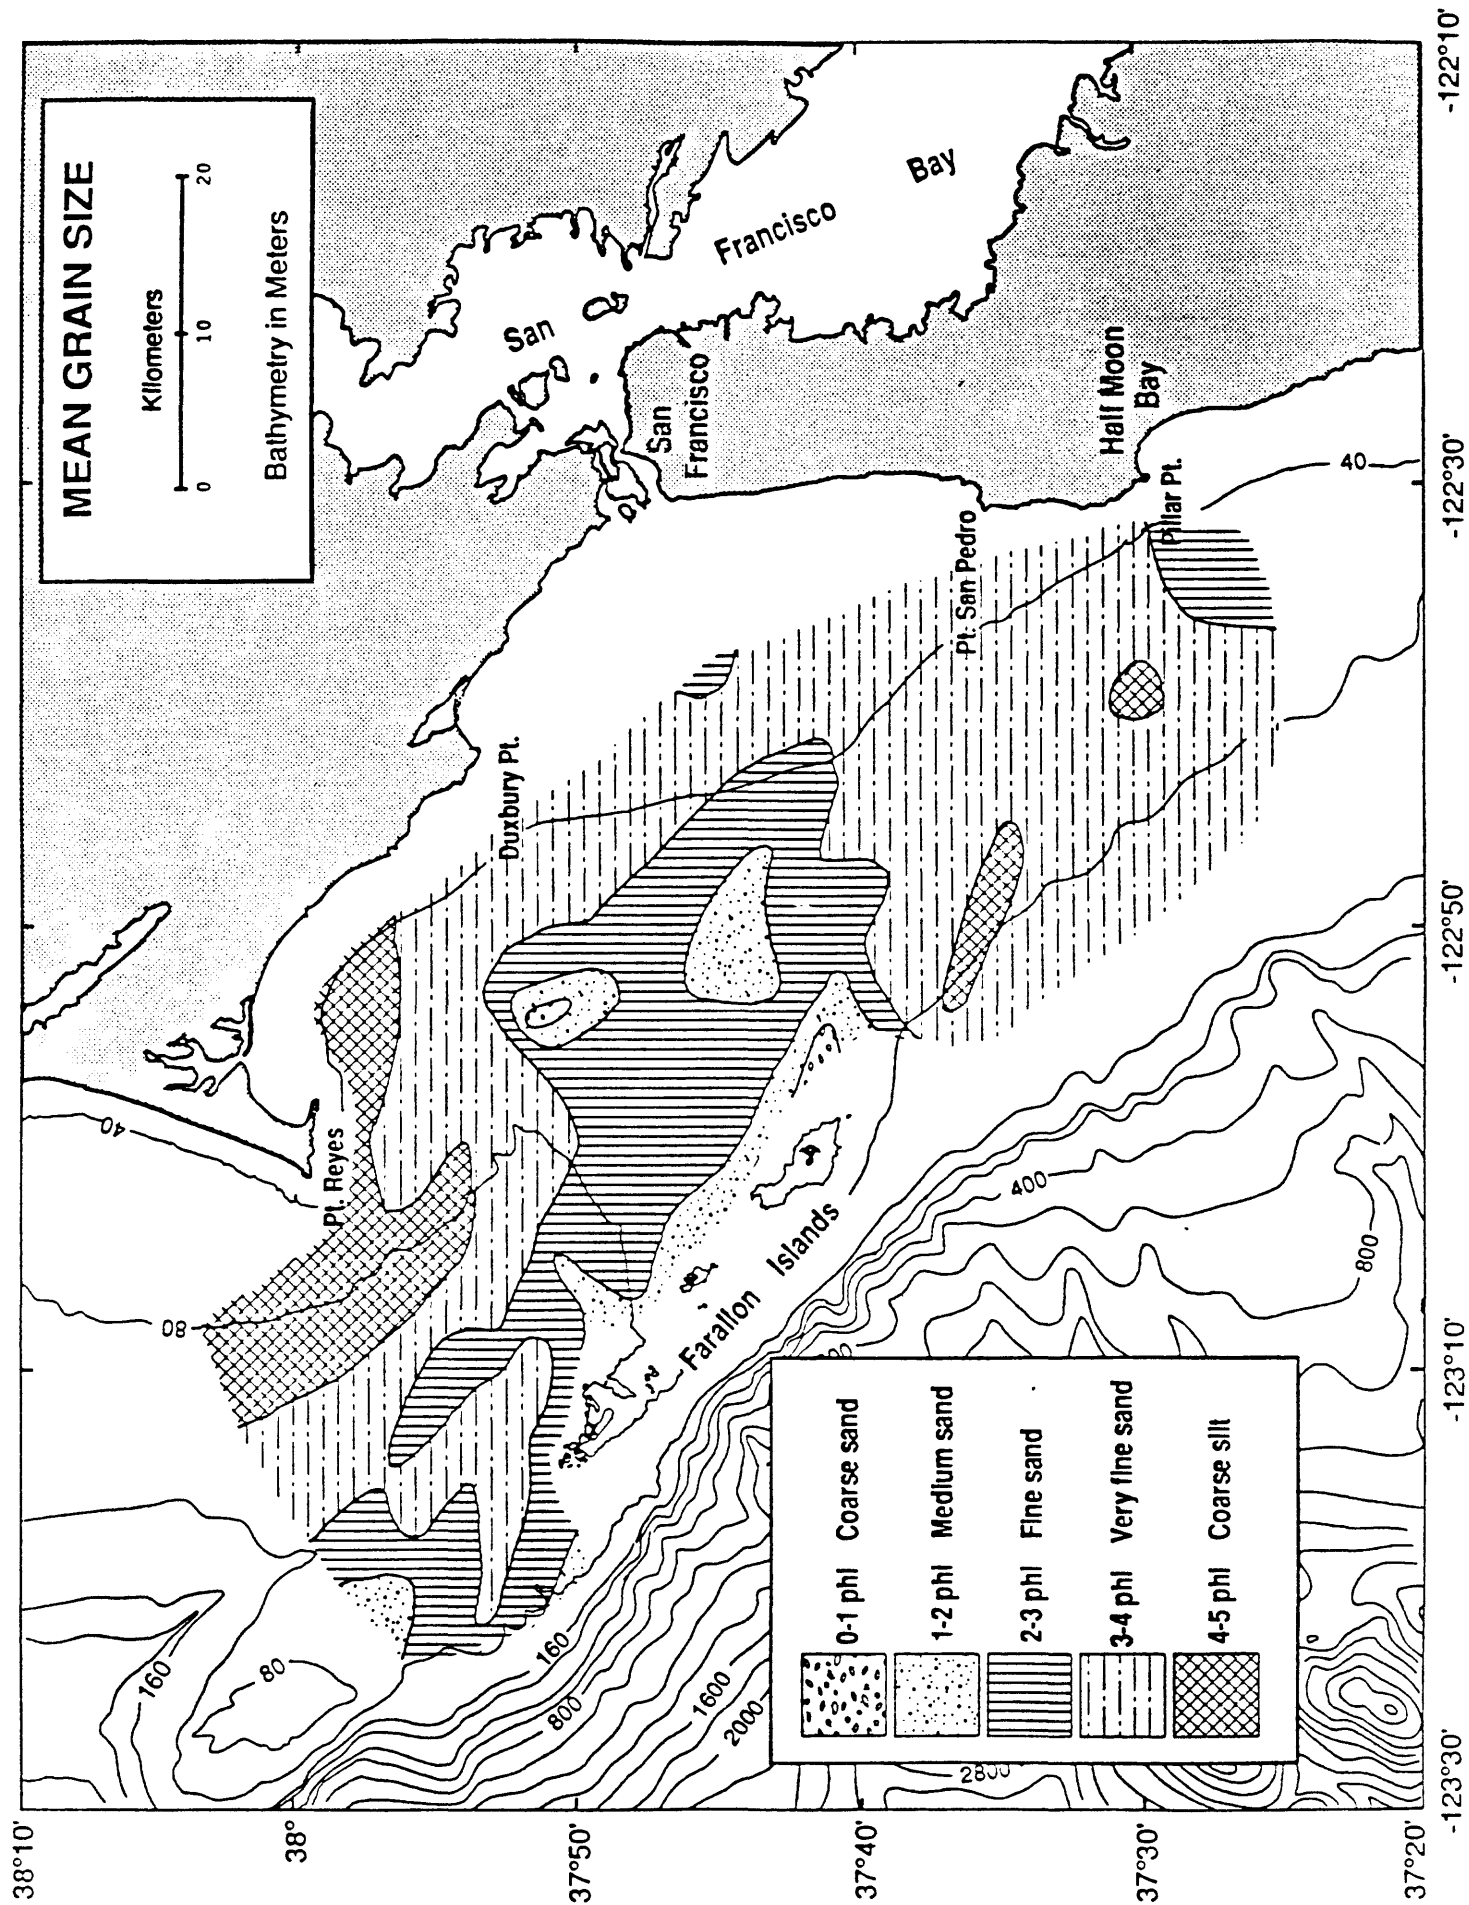 MEAN GRAIN SIZE
Kilometers
0 10 20
Bathymetry in Meters
San
Francisco
Bay
San
Francisco
Half Moon
Bay
Pillar Pt.
Pt. San Pedro
Duxbury Pt.
Pt. Reyes
Farallon Islands
40
40
80
80
160
160
400
800
800
1600
2000
2800
0-1 phi Coarse sand
1-2 phi Medium sand
2-3 phi Fine sand
3-4 phi Very fine sand
4-5 phi Coarse silt
38°10'
38°
37°50'
37°40'
37°30'
37°20'
-123°30'
-123°10'
-122°50'
-122°30'
-122°10'